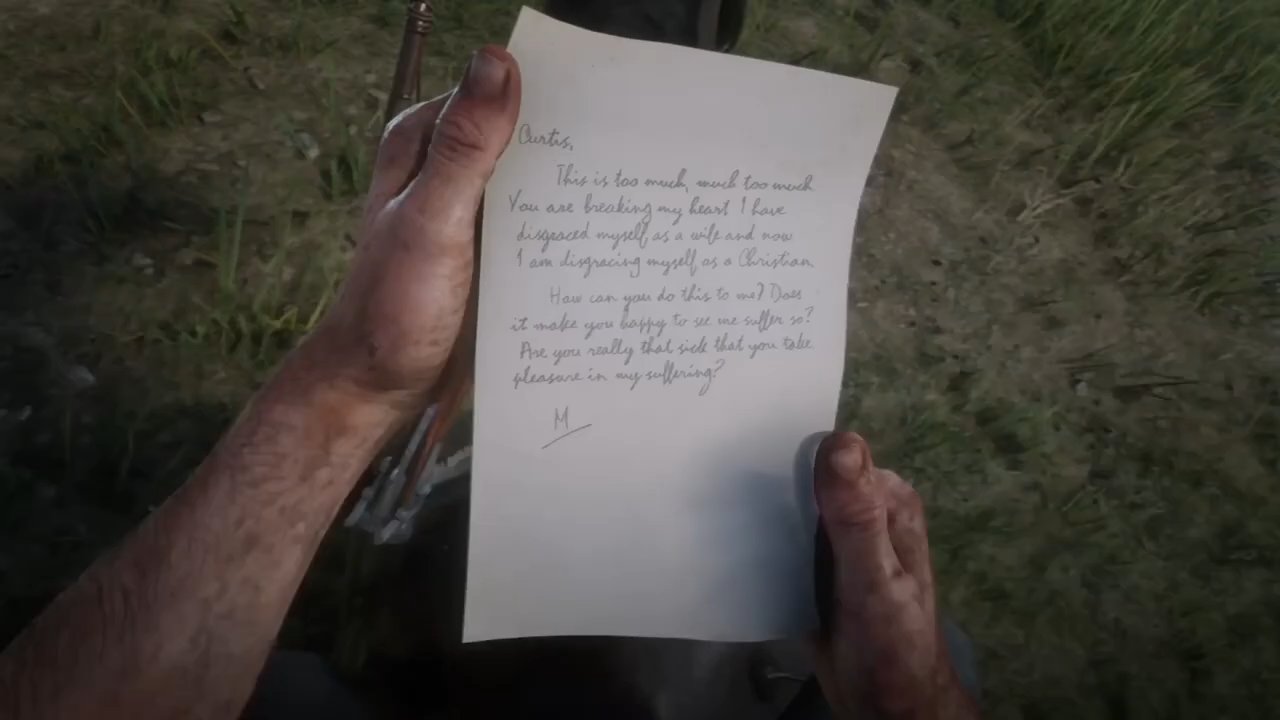 Curtis,
This is too much, much too much
You are breaking my heart I have
disgraced myself as a wife and now
I am disgracing myself as a Christian.
How can you do this to me? Does
it make you happy to see me suffer so?
Are you really that sick that you take
pleasure in my suffering?
M